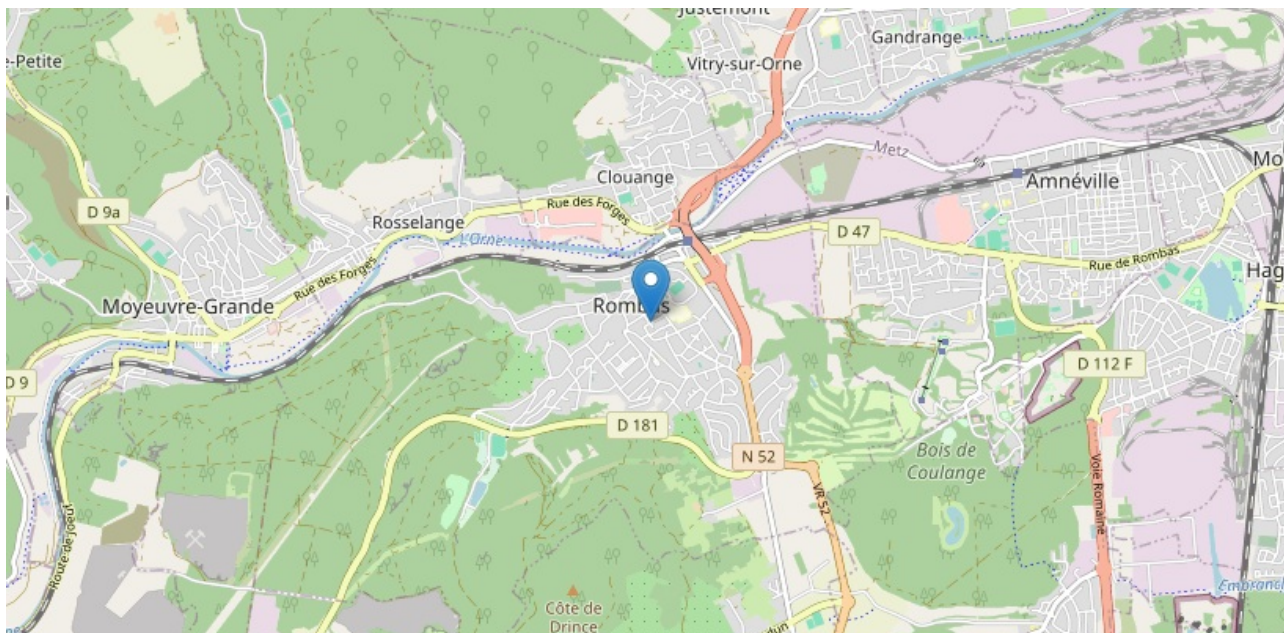 Justemont
Gandrange
e-Petite
Vitry-sur-Orne
Metz
Mo
Clouange
Amnéville
D 9a
Rue des Forges
Rosselange
L'Orne
D 47
Rue de Rombas
Rue des Forges
Hag
Moyeuvre-Grande
Rombas
D 112 F
D 9
D 181
N 52
Bois de
Coulange
VR 52
Voie Romaine
Route de Joeuf
Côte de
Drince
Embranch
dun